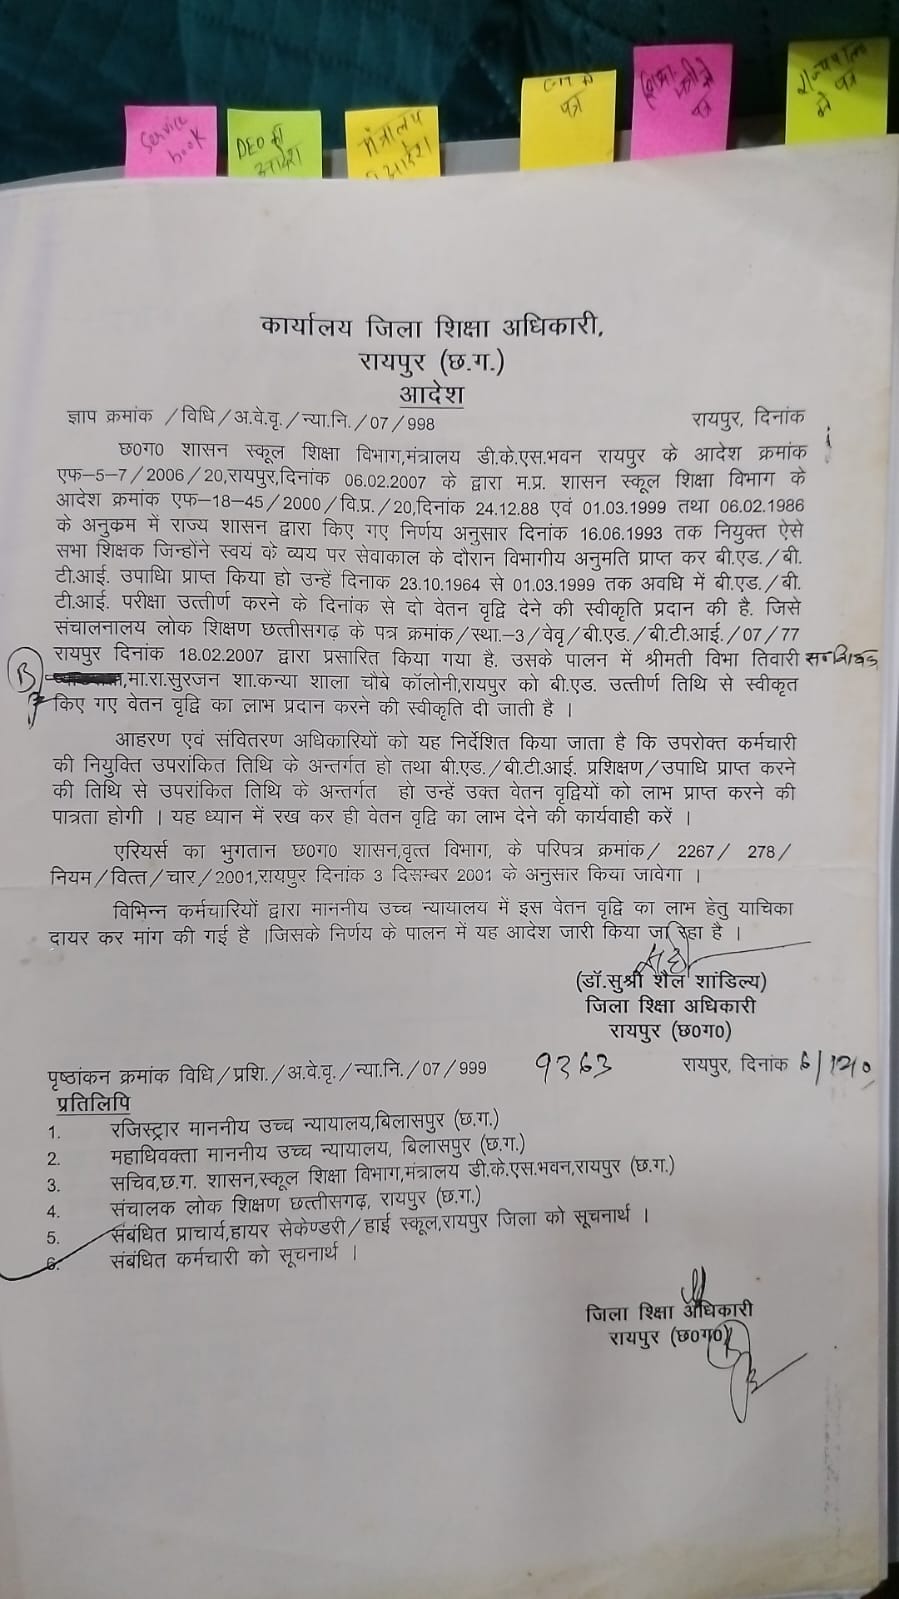 Service book
DEO का आदेश
मंत्रालय आदेश
पत्र
पत्र
कार्यालय जिला शिक्षा अधिकारी,
रायपुर (छ.ग.)
आदेश
ज्ञाप क्रमांक /विधि/अ.वे.वृ./न्या.नि./07/998 रायपुर, दिनांक
छ0ग0 शासन स्कूल शिक्षा विभाग,मंत्रालय डी.के.एस.भवन रायपुर के आदेश क्रमांक
एफ-5-7/2006/20,रायपुर,दिनांक 06.02.2007 के द्वारा म.प्र. शासन स्कूल शिक्षा विभाग के
आदेश क्रमांक एफ-18-45/2000/वि.प्र./20,दिनांक 24.12.88 एवं 01.03.1999 तथा 06.02.1986
के अनुक्रम में राज्य शासन द्वारा किए गए निर्णय अनुसार दिनांक 16.06.1993 तक नियुक्त ऐसे
सभा शिक्षक जिन्होंने स्वयं के व्यय पर सेवाकाल के दौरान विभागीय अनुमति प्राप्त कर बी.एड./बी.
टी.आई. उपाधिा प्राप्त किया हो उन्हें दिनाक 23.10.1964 से 01.03.1999 तक अवधि में बी.एड./बी.
टी.आई. परीक्षा उत्तीर्ण करने के दिनांक से दो वेतन वृद्वि देने की स्वीकृति प्रदान की है. जिसे
संचालनालय लोक शिक्षण छत्तीसगढ़ के पत्र क्रमांक/स्था.-3/वेवृ/बी.एड./बी.टी.आई./07/77
रायपुर दिनांक 18.02.2007 द्वारा प्रसारित किया गया है. उसके पालन में श्रीमती विभा तिवारी
B ,मा.रा.सुरजन शा.कन्या शाला चौबे कॉलोनी,रायपुर को बी.एड. उत्तीर्ण तिथि से स्वीकृत
किए गए वेतन वृद्वि का लाभ प्रदान करने की स्वीकृति दी जाती है ।
आहरण एवं संवितरण अधिकारियों को यह निर्देशित किया जाता है कि उपरोक्त कर्मचारी
की नियुक्ति उपरांकित तिथि के अन्तर्गत हो तथा बी.एड./बी.टी.आई. प्रशिक्षण/उपाधि प्राप्त करने
की तिथि से उपरांकित तिथि के अन्तर्गत हो उन्हें उक्त वेतन वृद्वियों को लाभ प्राप्त करने की
पात्रता होगी । यह ध्यान में रख कर ही वेतन वृद्वि का लाभ देने की कार्यवाही करें ।
एरियर्स का भुगतान छ0ग0 शासन,वृत्त विभाग, के परिपत्र क्रमांक/ 2267/ 278/
नियम/वित्त/चार/2001,रायपुर दिनांक 3 दिसम्बर 2001 के अनुसार किया जावेगा ।
विभिन्न कर्मचारियों द्वारा माननीय उच्च न्यायालय में इस वेतन वृद्वि का लाभ हेतु याचिका
दायर कर मांग की गई है ।जिसके निर्णय के पालन में यह आदेश जारी किया जा रहा है ।
(डॉ.सुश्री शैल शांडिल्य)
जिला शिक्षा अधिकारी
रायपुर (छ0ग0)
पृष्ठांकन क्रमांक विधि/प्रशि./अ.वे.वृ./न्या.नि./07/999 9363 रायपुर, दिनांक
प्रतिलिपि
1. रजिस्ट्रार माननीय उच्च न्यायालय,बिलासपुर (छ.ग.)
2. महाधिवक्ता माननीय उच्च न्यायालय, बिलासपुर (छ.ग.)
3. सचिव,छ.ग. शासन,स्कूल शिक्षा विभाग,मंत्रालय डी.के.एस.भवन,रायपुर (छ.ग.)
4. संचालक लोक शिक्षण छत्तीसगढ़, रायपुर (छ.ग.)
5. संबंधित प्राचार्य,हायर सेकेण्डरी/हाई स्कूल,रायपुर जिला को सूचनार्थ ।
6. संबंधित कर्मचारी को सूचनार्थ ।
जिला शिक्षा अधिकारी
रायपुर (छ0ग0)